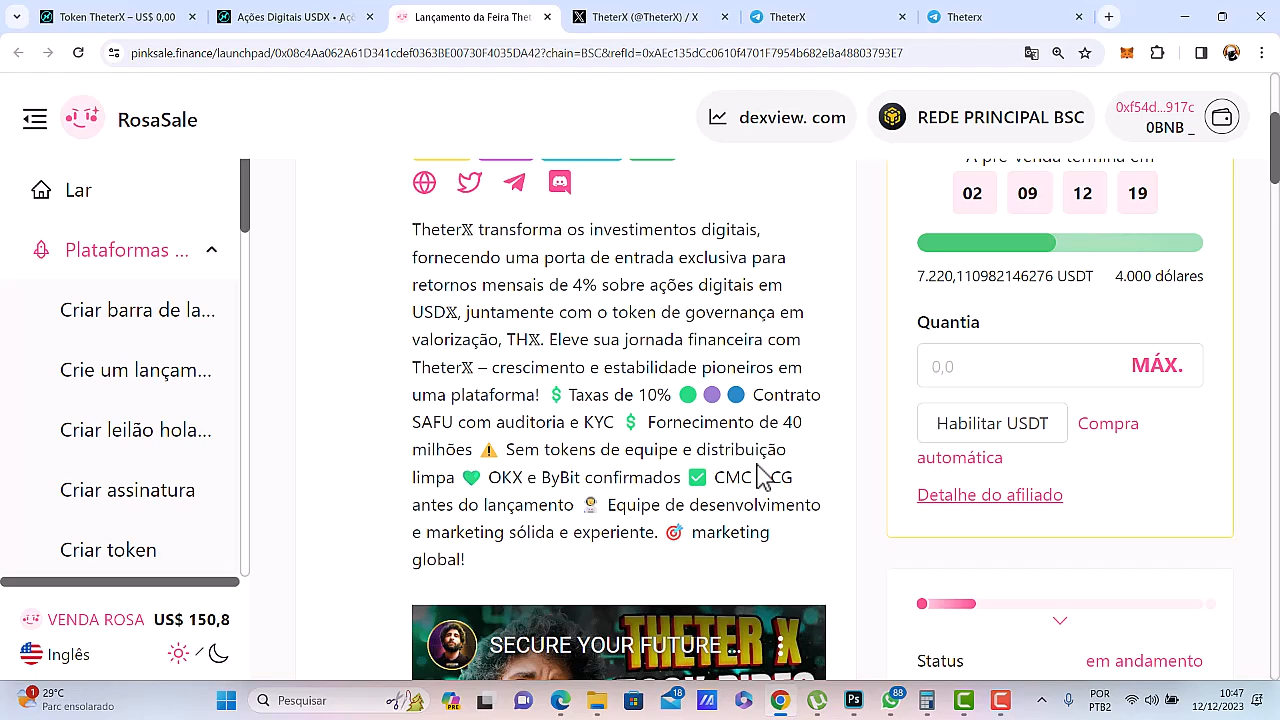 Token TetherX – US$ 0,00
Ações Digitais USDX - Açõ
Lançamento da Feira Thet
TheterX (@TheterX) / X
TheterX
Theterx
pinksale.finance/launchpad/0x08c4Aa062A61D341cdef0363BE00730F4035DA42?chain=BSC&refId=0xAEc135dCc0610f4701F7954b682eBa48803793E7
RosaSale
dexview. com
REDE PRINCIPAL BSC
0xf54d...917c
0BNB _
Lar
Plataformas ...
Criar barra de la...
Crie um lançam...
Criar leilão hola...
Criar assinatura
Criar token
VENDA ROSA US$ 150,8
Inglês
Theter𝕏 transforma os investimentos digitais,
fornecendo uma porta de entrada exclusiva para
retornos mensais de 4% sobre ações digitais em
USD𝕏, juntamente com o token de governança em
valorização, TH𝕏. Eleve sua jornada financeira com
Theter𝕏 – crescimento e estabilidade pioneiros em
uma plataforma! 💲Taxas de 10% 🟢🟣🔵 Contrato
SAFU com auditoria e KYC 💲 Fornecimento de 40
milhões ⚠️ Sem tokens de equipe e distribuição
limpa 💚 OKX e ByBit confirmados ✅ CMC CG
antes do lançamento 👨‍🚀 Equipe de desenvolvimento
e marketing sólida e experiente. 🎯 marketing
global!
SECURE YOUR FUTURE ...
THETER X
A pré-venda termina em
02 09 12 19
7.220,110982146276 USDT 4.000 dólares
Quantia
0,0 MÁX.
Habilitar USDT Compra
automática
Detalhe do afiliado
Status em andamento
1
29°C
Parc ensolarado
Pesquisar
PRE
18
88
POR
PTB2
10:47
12/12/2023